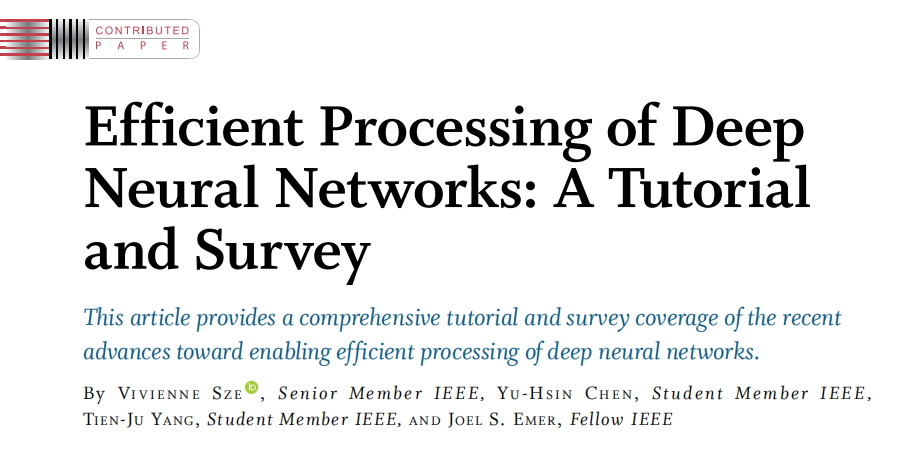 CONTRIBUTED
PAPER
Efficient Processing of Deep
Neural Networks: A Tutorial
and Survey
This article provides a comprehensive tutorial and survey coverage of the recent
advances toward enabling efficient processing of deep neural networks.
By Vivienne Sze iD, Senior Member IEEE, Yu-Hsin Chen, Student Member IEEE,
Tien-Ju Yang, Student Member IEEE, and Joel S. Emer, Fellow IEEE